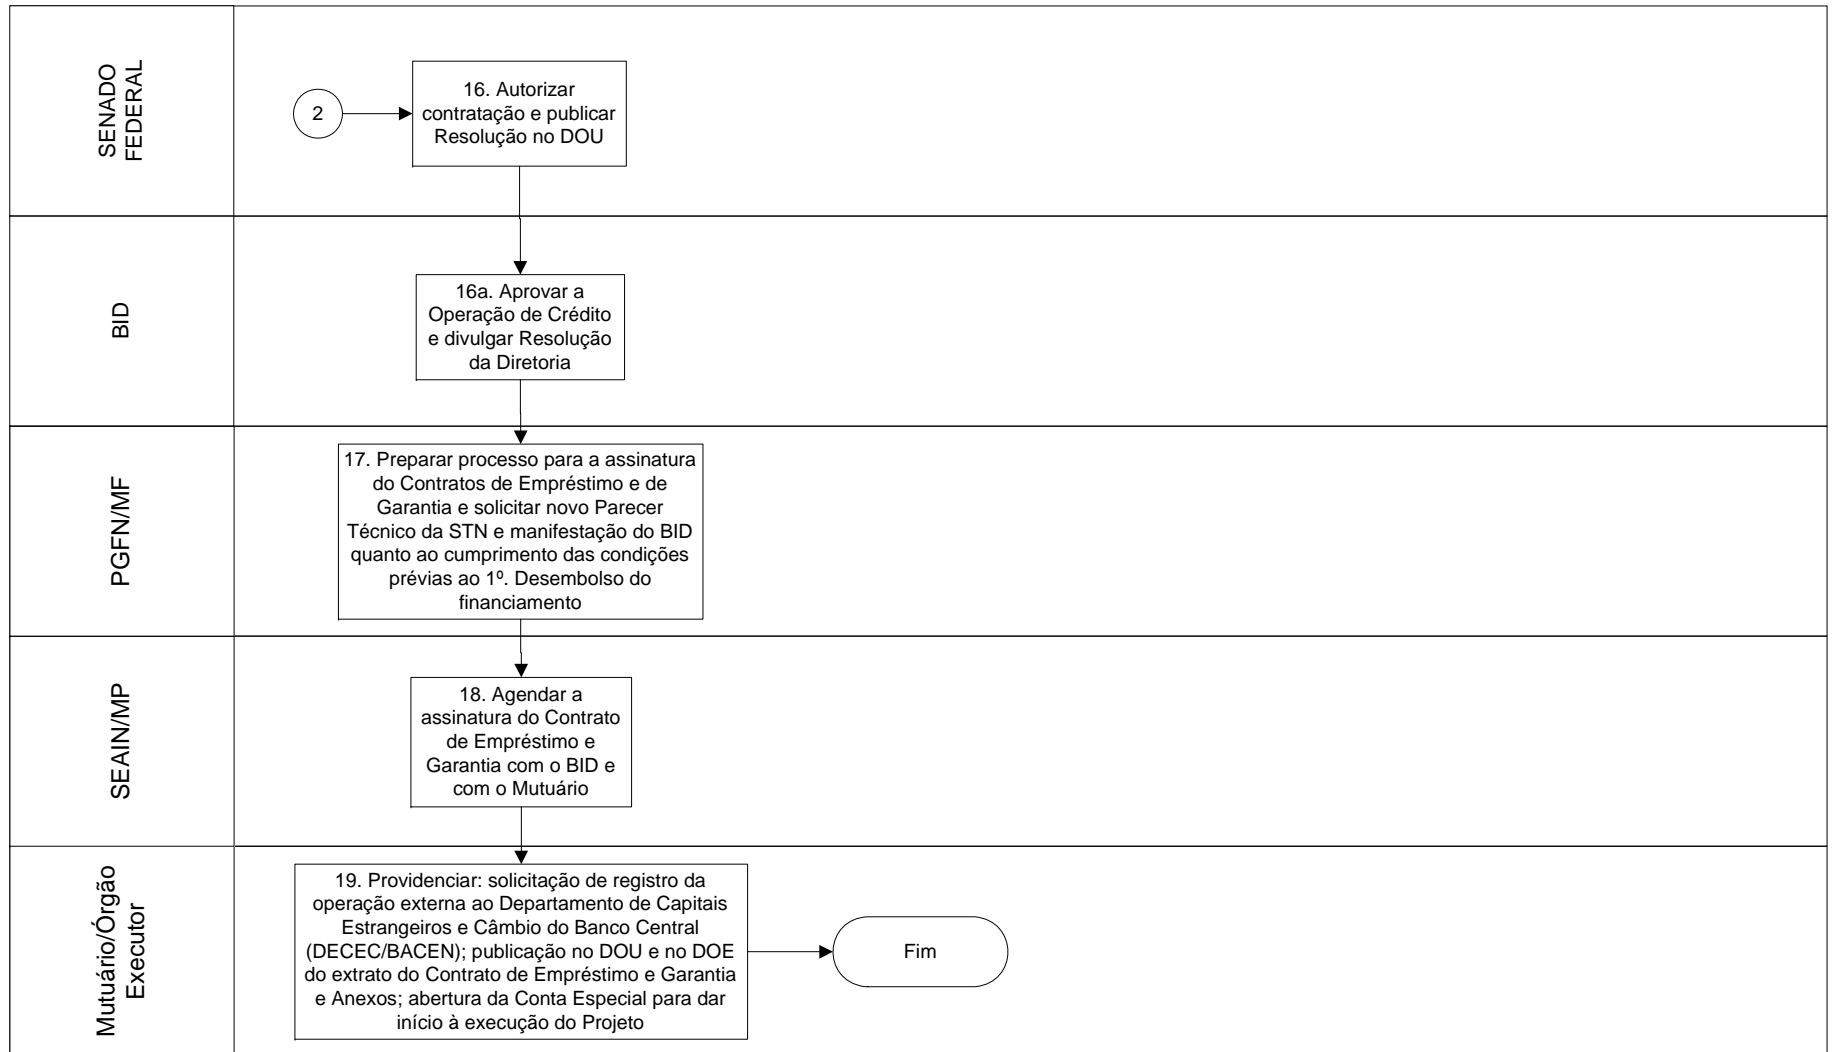 SENADO
FEDERAL
2
16. Autorizar
contratação e publicar
Resolução no DOU
BID
16a. Aprovar a
Operação de Crédito
e divulgar Resolução
da Diretoria
PGFN/MF
17. Preparar processo para a assinatura
do Contratos de Empréstimo e de
Garantia e solicitar novo Parecer
Técnico da STN e manifestação do BID
quanto ao cumprimento das condições
prévias ao 1º. Desembolso do
financiamento
SEAIN/MP
18. Agendar a
assinatura do Contrato
de Empréstimo e
Garantia com o BID e
com o Mutuário
Mutuário/Órgão
Executor
19. Providenciar: solicitação de registro da
operação externa ao Departamento de Capitais
Estrangeiros e Câmbio do Banco Central
(DECEC/BACEN); publicação no DOU e no DOE
do extrato do Contrato de Empréstimo e Garantia
e Anexos; abertura da Conta Especial para dar
início à execução do Projeto
Fim